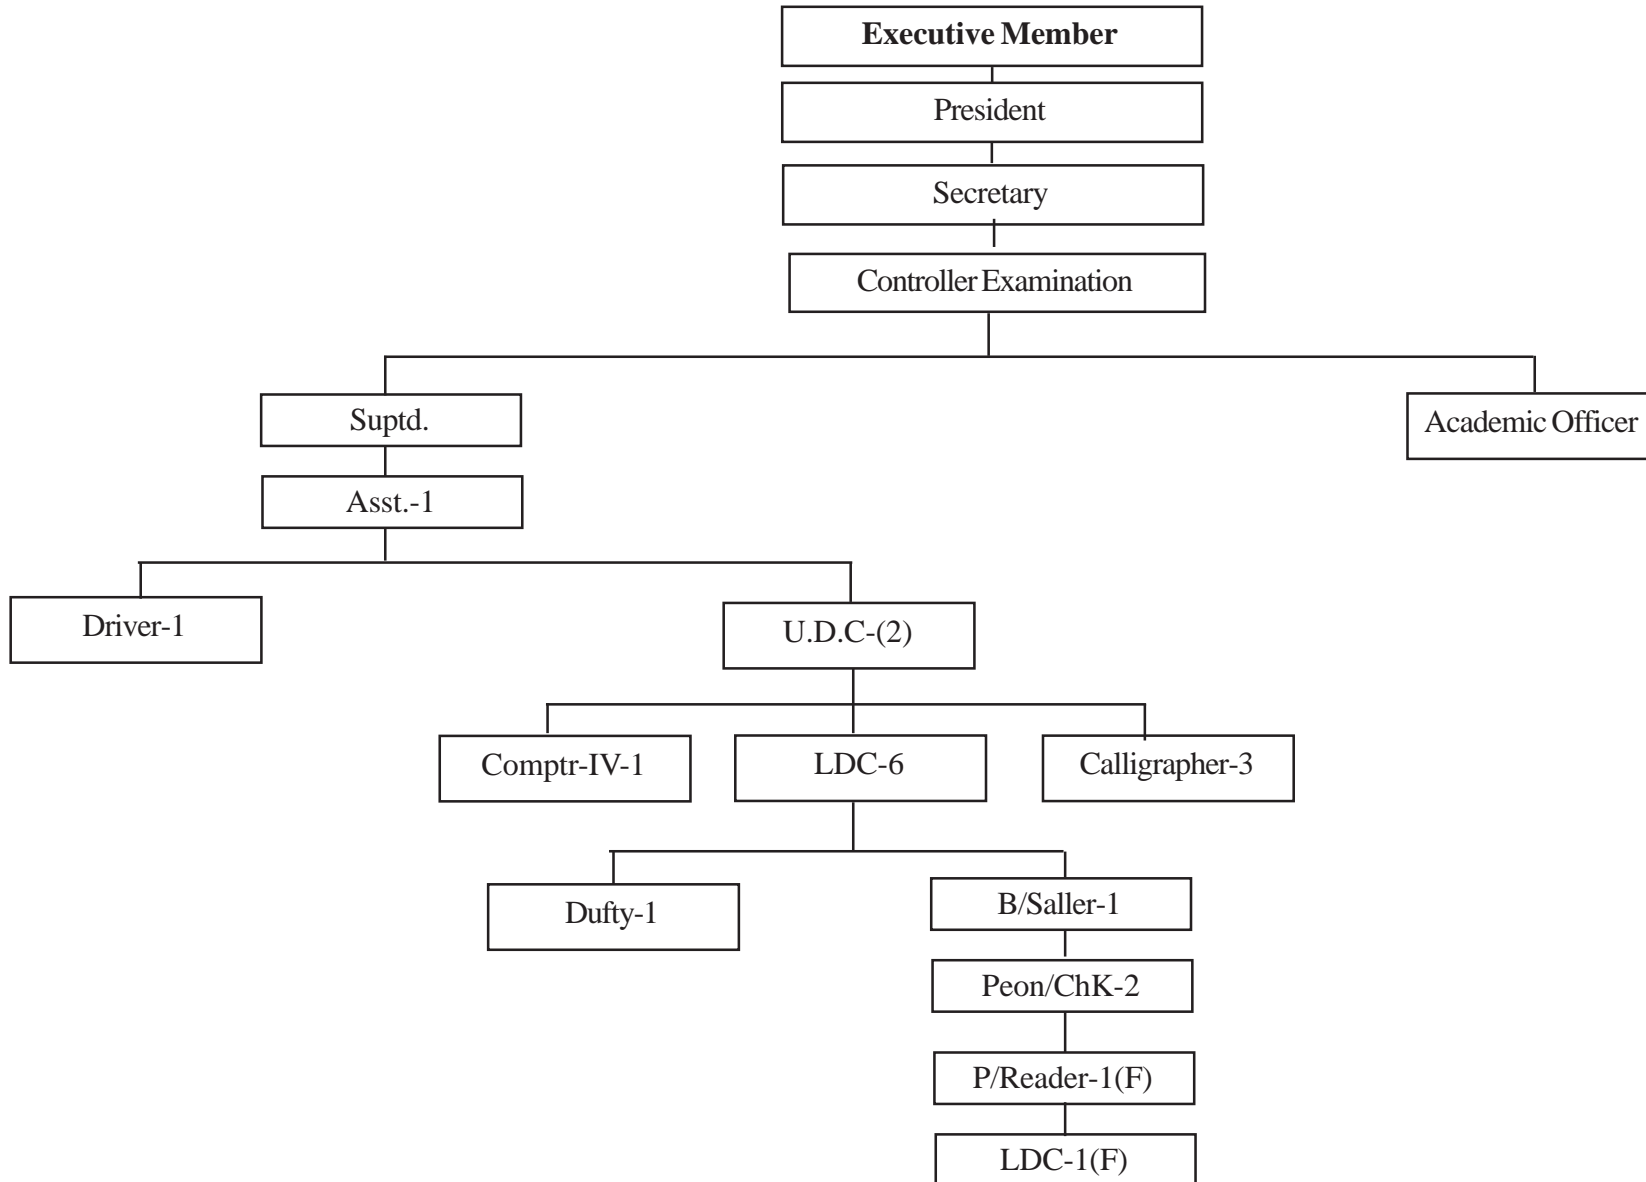 Executive Member
President
Secretary
Controller Examination
Suptd.
Academic Officer
Asst.-1
Driver-1
U.D.C-(2)
Comptr-IV-1
LDC-6
Calligrapher-3
Dufty-1
B/Saller-1
Peon/ChK-2
P/Reader-1(F)
LDC-1(F)